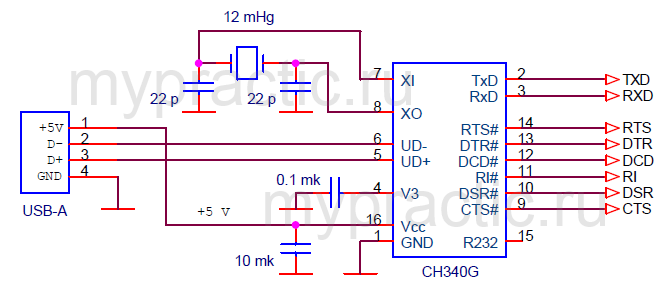 12 mHg
22 p
22 p
mypractic.ru
USB-A
+5V 1
D- 2
D+ 3
GND 4
+5 V
0.1 mk
10 mk
mypractic.ru
7 XI
8 XO
6 UD-
5 UD+
4 V3
16 Vcc
1 GND
TxD 2 TXD
RxD 3 RXD
RTS# 14 RTS
DTR# 13 DTR
DCD# 12 DCD
RI# 11 RI
DSR# 10 DSR
CTS# 9 CTS
R232 15
CH340G